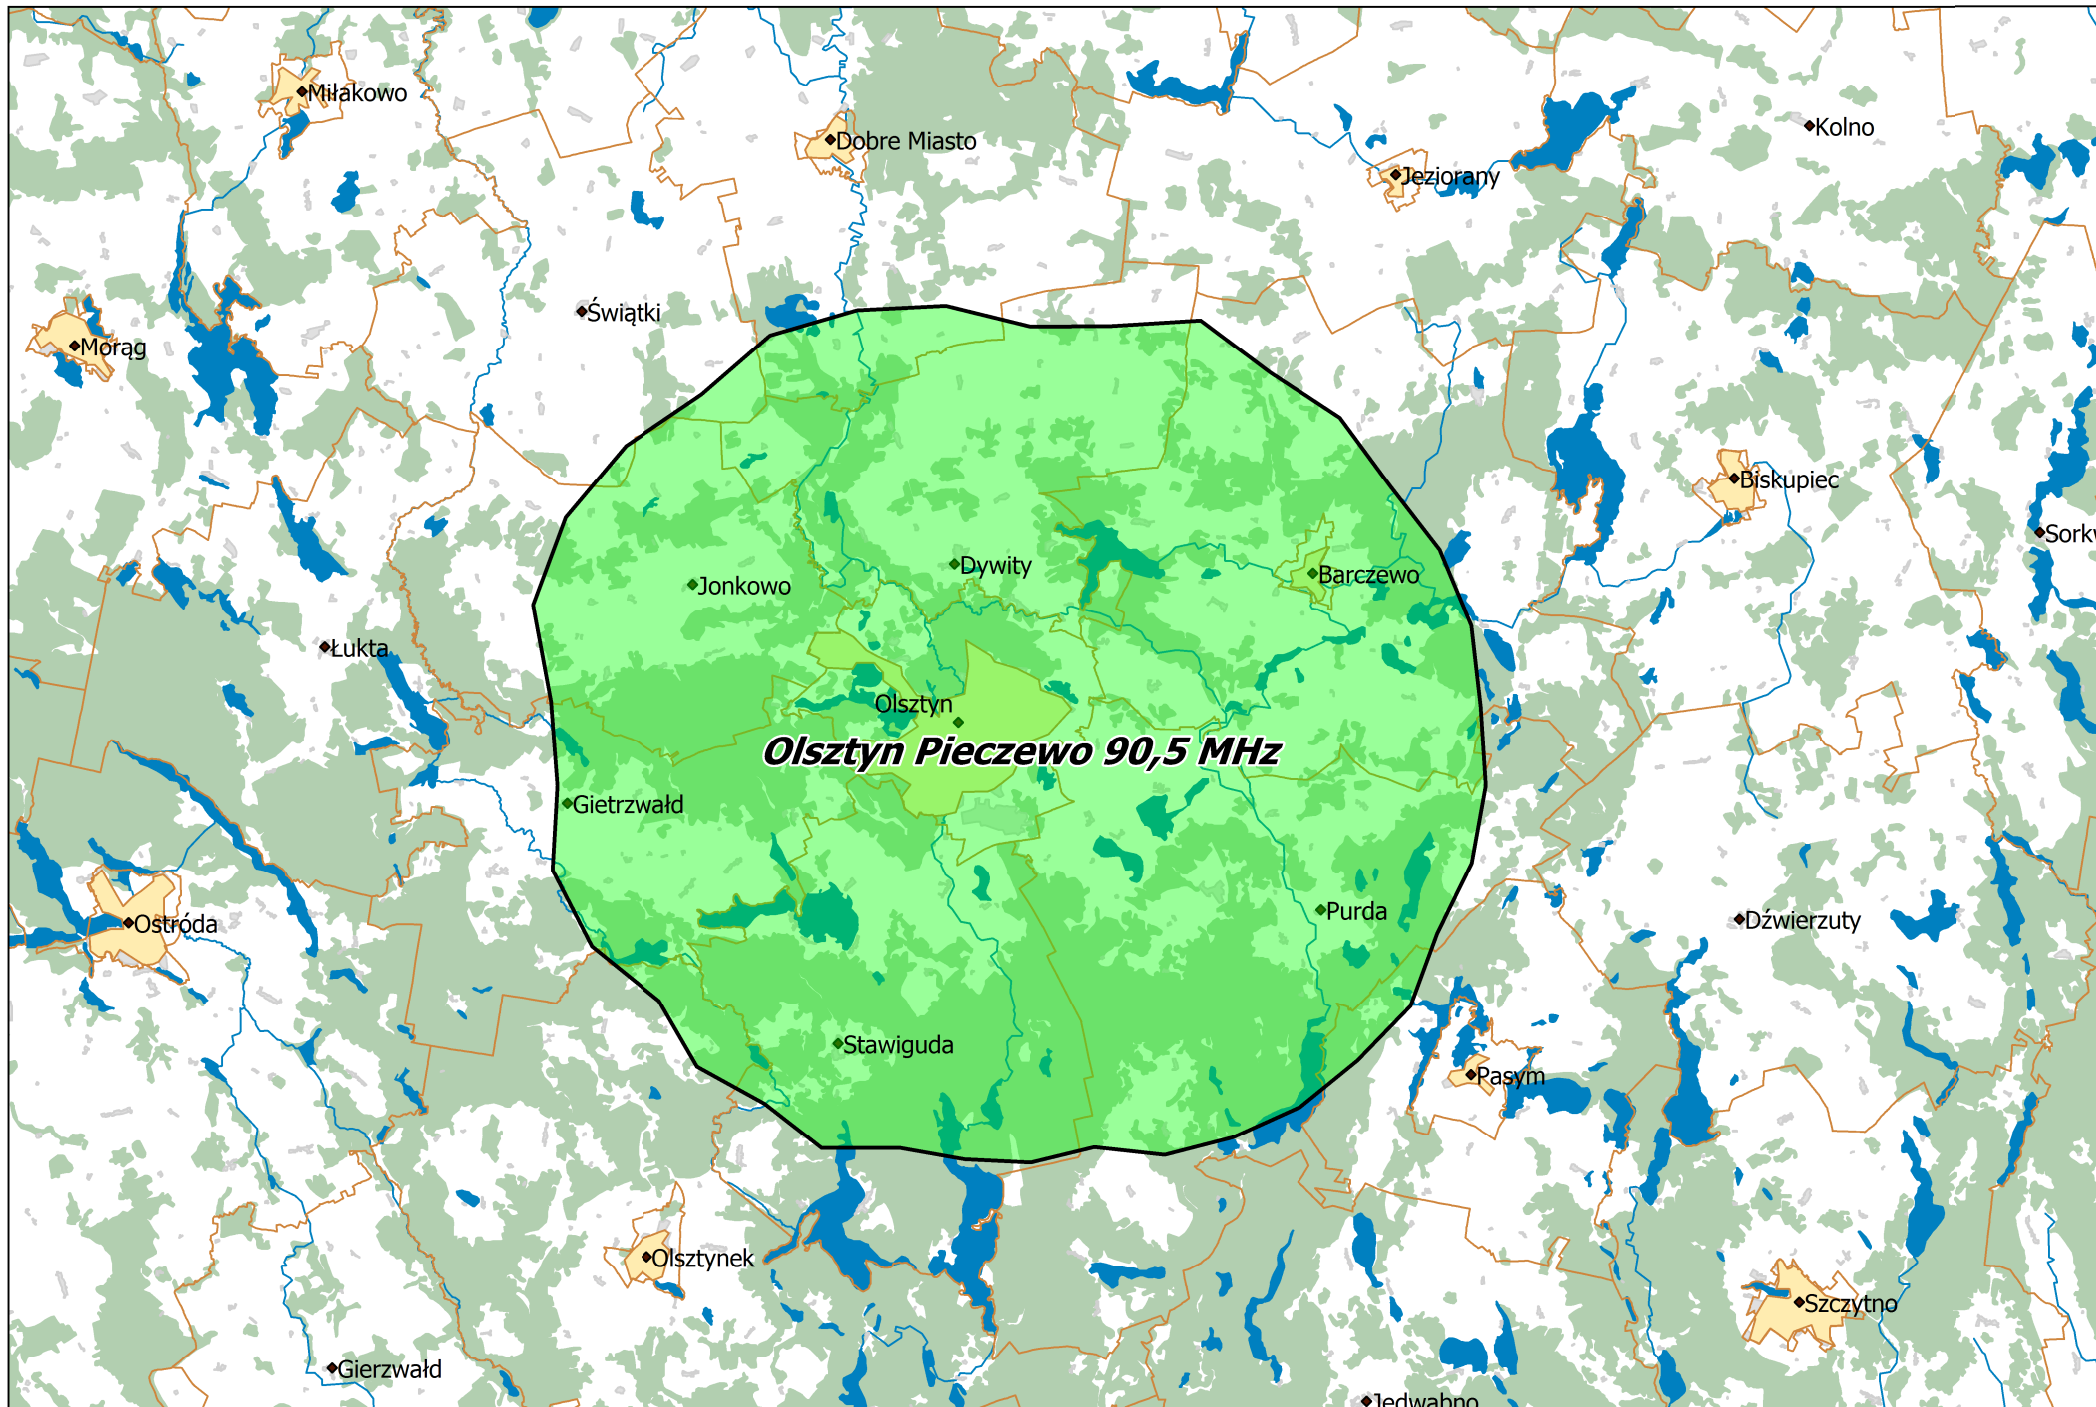 Miłakowo
Kolno
Dobre Miasto
Jeziorany
Świątki
Morąg
Biskupiec
Sorkw
Dywity
Barczewo
Jonkowo
Łukta
Olsztyn
Olsztyn Pieczewo 90,5 MHz
Gietrzwałd
Purda
Dźwierzuty
Ostróda
Stawiguda
Pasym
Olsztynek
Szczytno
Gierzwałd
Jedwabno